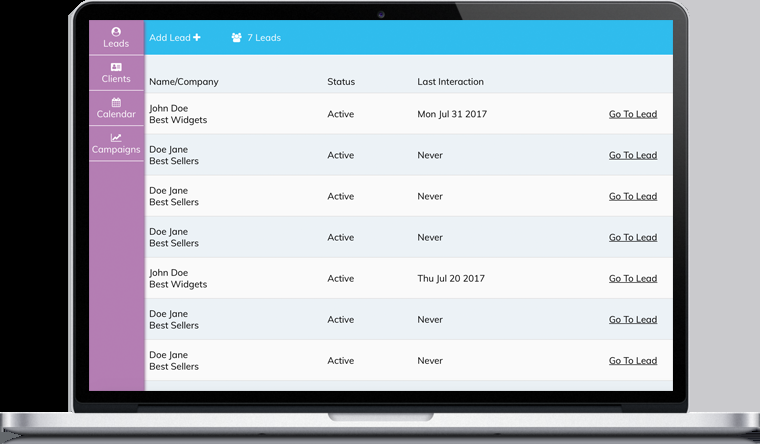 Leads
Clients
Calendar
Campaigns
Add Lead 7 Leads
Name/Company Status Last Interaction
John Doe
Best Widgets
Active Mon Jul 31 2017 Go To Lead
Doe Jane
Best Sellers
Active Never Go To Lead
Doe Jane
Best Sellers
Active Never Go To Lead
Doe Jane
Best Sellers
Active Never Go To Lead
John Doe
Best Widgets
Active Thu Jul 20 2017 Go To Lead
Doe Jane
Best Sellers
Active Never Go To Lead
Doe Jane
Best Sellers
Active Never Go To Lead